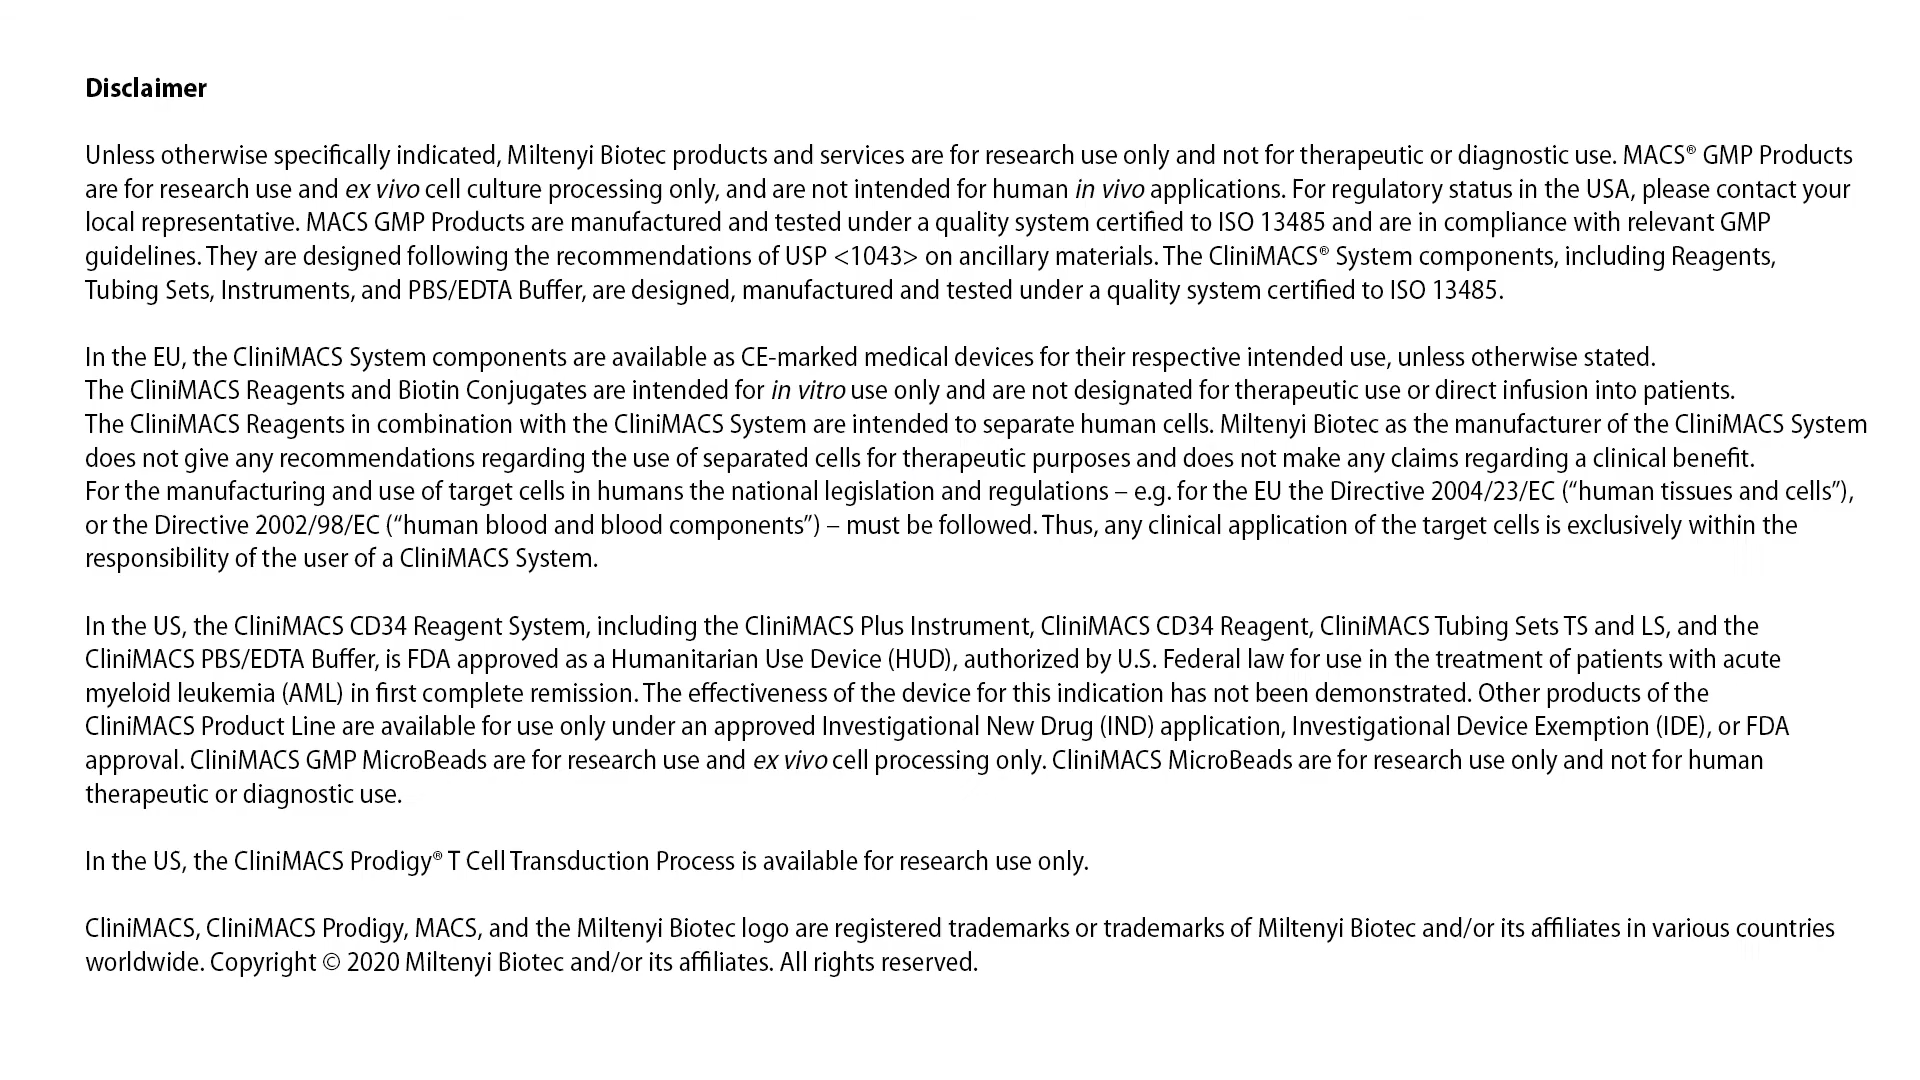 Disclaimer
Unless otherwise specifically indicated, Miltenyi Biotec products and services are for research use only and not for therapeutic or diagnostic use. MACS® GMP Products
are for research use and ex vivo cell culture processing only, and are not intended for human in vivo applications. For regulatory status in the USA, please contact your
local representative. MACS GMP Products are manufactured and tested under a quality system certified to ISO 13485 and are in compliance with relevant GMP
guidelines. They are designed following the recommendations of USP <1043> on ancillary materials. The CliniMACS® System components, including Reagents,
Tubing Sets, Instruments, and PBS/EDTA Buffer, are designed, manufactured and tested under a quality system certified to ISO 13485.
In the EU, the CliniMACS System components are available as CE-marked medical devices for their respective intended use, unless otherwise stated.
The CliniMACS Reagents and Biotin Conjugates are intended for in vitro use only and are not designated for therapeutic use or direct infusion into patients.
The CliniMACS Reagents in combination with the CliniMACS System are intended to separate human cells. Miltenyi Biotec as the manufacturer of the CliniMACS System
does not give any recommendations regarding the use of separated cells for therapeutic purposes and does not make any claims regarding a clinical benefit.
For the manufacturing and use of target cells in humans the national legislation and regulations – e.g. for the EU the Directive 2004/23/EC (“human tissues and cells”),
or the Directive 2002/98/EC (“human blood and blood components”) – must be followed. Thus, any clinical application of the target cells is exclusively within the
responsibility of the user of a CliniMACS System.
In the US, the CliniMACS CD34 Reagent System, including the CliniMACS Plus Instrument, CliniMACS CD34 Reagent, CliniMACS Tubing Sets TS and LS, and the
CliniMACS PBS/EDTA Buffer, is FDA approved as a Humanitarian Use Device (HUD), authorized by U.S. Federal law for use in the treatment of patients with acute
myeloid leukemia (AML) in first complete remission. The effectiveness of the device for this indication has not been demonstrated. Other products of the
CliniMACS Product Line are available for use only under an approved Investigational New Drug (IND) application, Investigational Device Exemption (IDE), or FDA
approval. CliniMACS GMP MicroBeads are for research use and ex vivo cell processing only. CliniMACS MicroBeads are for research use only and not for human
therapeutic or diagnostic use.
In the US, the CliniMACS Prodigy® T Cell Transduction Process is available for research use only.
CliniMACS, CliniMACS Prodigy, MACS, and the Miltenyi Biotec logo are registered trademarks or trademarks of Miltenyi Biotec and/or its affiliates in various countries
worldwide. Copyright © 2020 Miltenyi Biotec and/or its affiliates. All rights reserved.